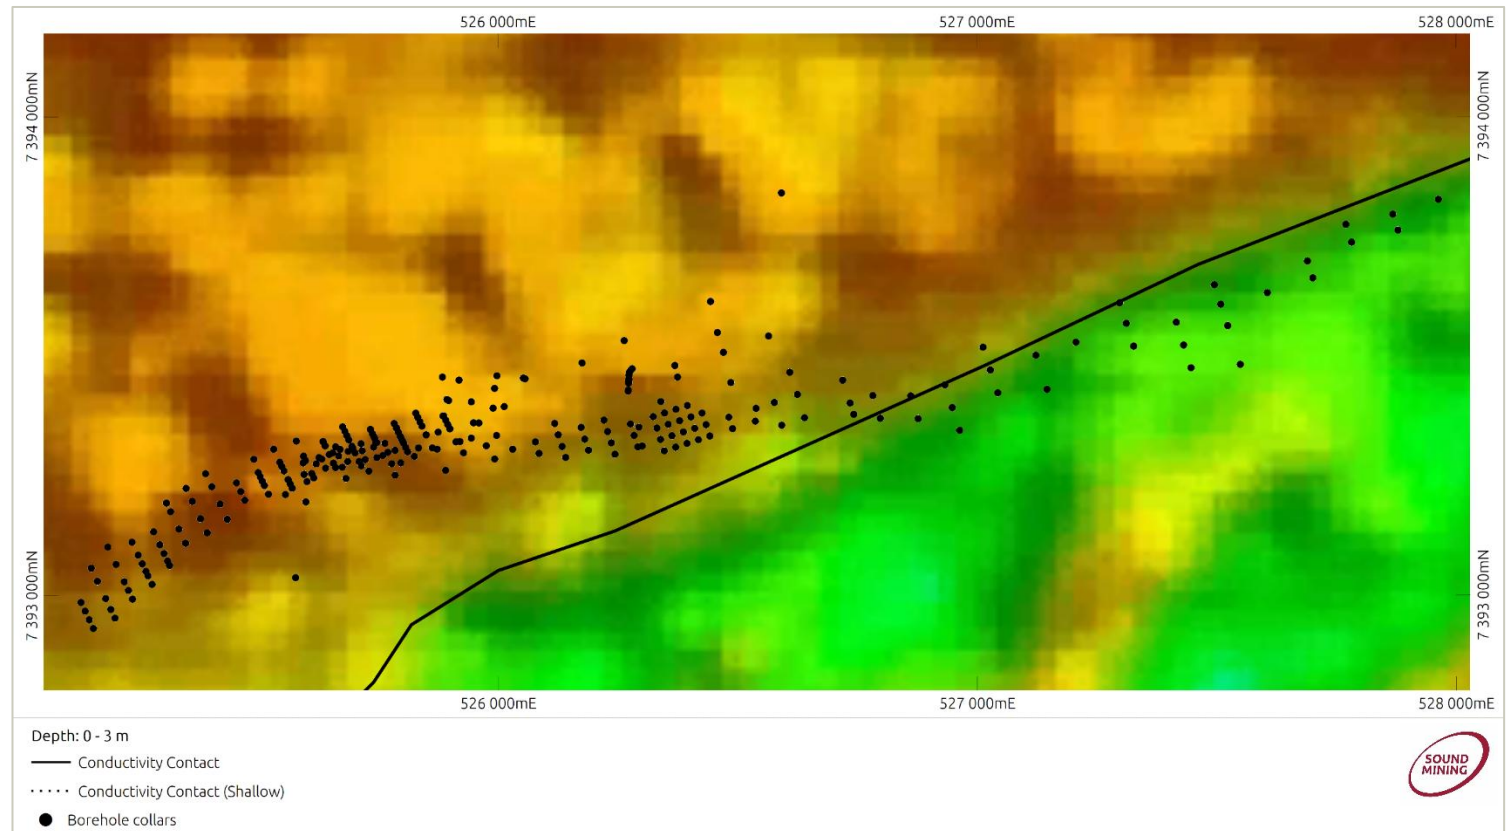 526 000mE 527 000mE 528 000mE
7 394 000mN 7 394 000mN
7 393 000mN 7 393 000mN
526 000mE 527 000mE 528 000mE
Depth: 0 - 3 m
Conductivity Contact
Conductivity Contact (Shallow)
Borehole collars
SOUND
MINING